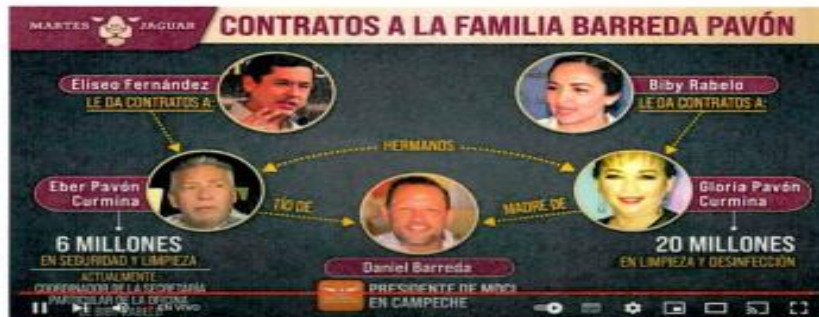 MARTES JAGUAR
CONTRATOS A LA FAMILIA BARREDA PAVÓN
Eliseo Fernández
LE DA CONTRATOS A:
Biby Rabelo
LE DA CONTRATOS A:
HERMANOS
Eber Pavón
Curmina
TÍO DE
MADRE DE
Gloria Pavón
Curmina
6 MILLONES
EN SEGURIDAD Y LIMPIEZA
20 MILLONES
EN LIMPIEZA Y DESINFECCIÓN
Daniel Barreda
PRESIDENTE DE MOCI
EN CAMPECHE
ACTUALMENTE
COORDINADOR DE LA SECRETARÍA
PARTICULAR DE LA OFICINA
EN VIVO